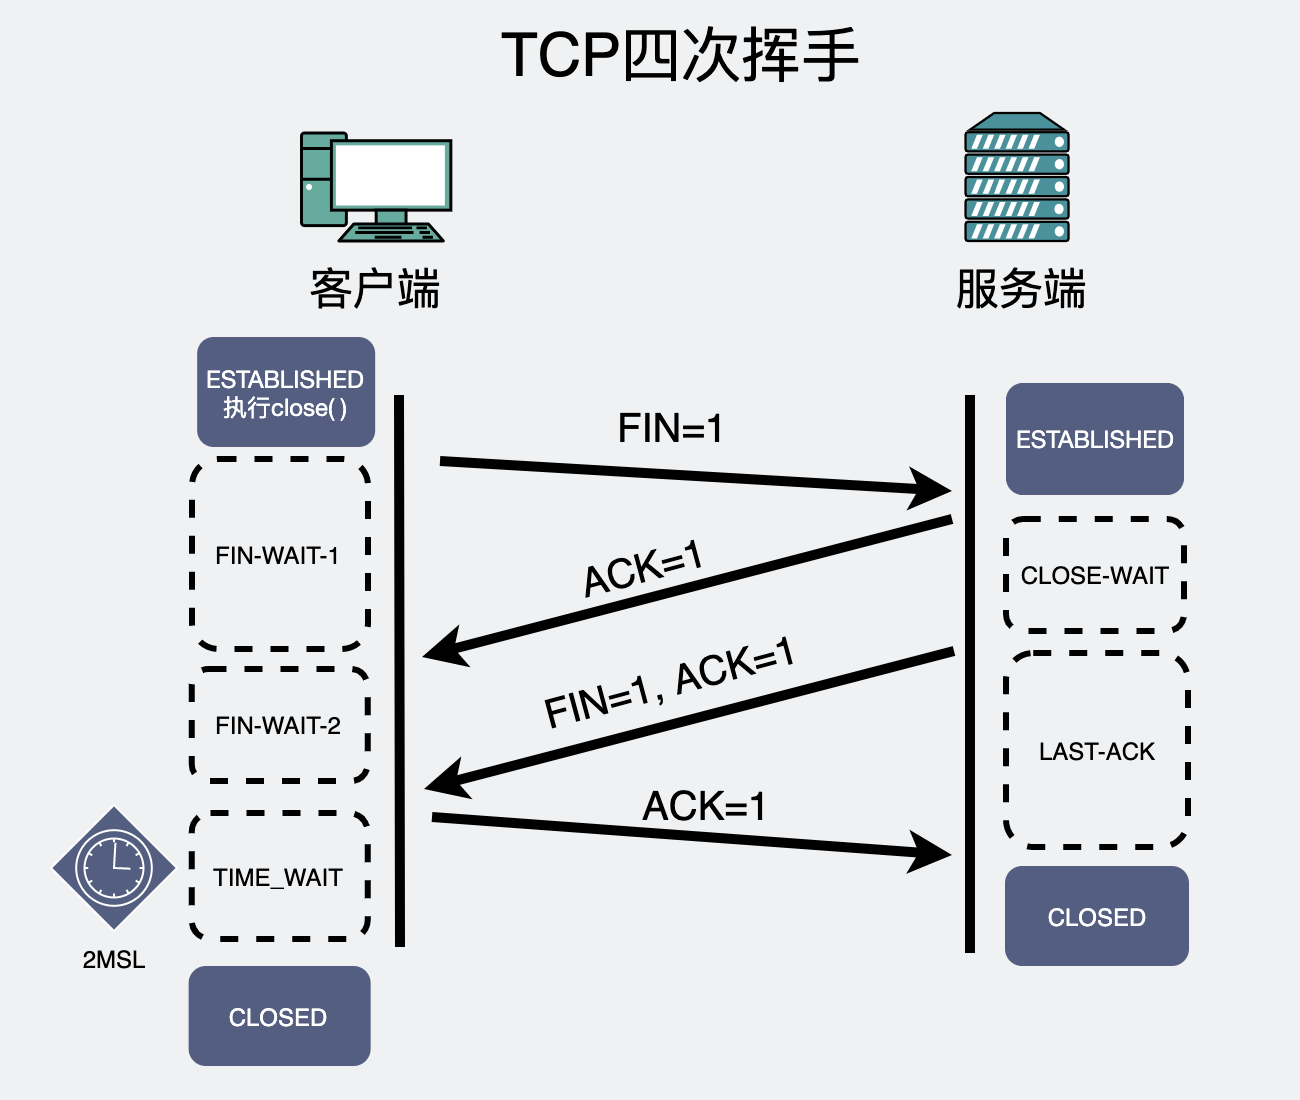 TCP四次挥手
客户端
服务端
ESTABLISHED
执行close( )
FIN=1
ESTABLISHED
FIN-WAIT-1
ACK=1
CLOSE-WAIT
FIN=1, ACK=1
FIN-WAIT-2
LAST-ACK
ACK=1
TIME_WAIT
2MSL
CLOSED
CLOSED